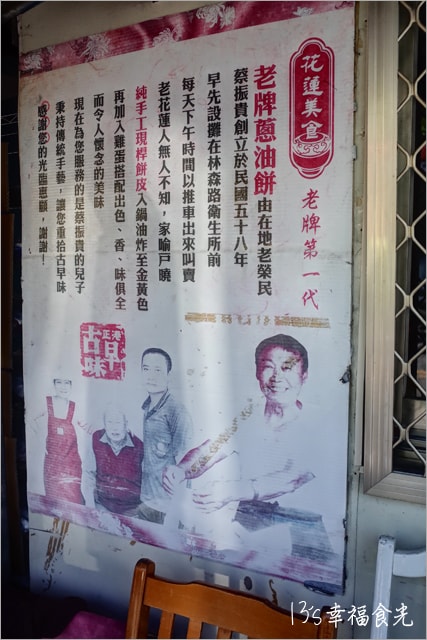 花蓮美食
老牌第一代
老牌蔥油餅由在地老榮民
蔡振貴創立於民國五十八年
早先設攤在林森路衛生所前
每天下午時間以推車出來叫賣
老花蓮人無人不知，家喻戶曉
純手工現桿餅皮入鍋油炸至金黃色
再加入雞蛋搭配出色、香、味俱全
而令人懷念的美味
現在為您服務的是蔡振貴的兒子
秉持傳統手藝，讓您重拾古早味
感謝您的光臨惠顧，謝謝！
正港
古早味
13's幸福食光